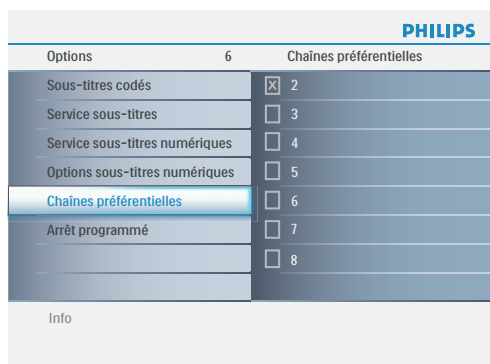 PHILIPS
Options 6 Chaînes préférentielles
Sous-titres codés X 2
Service sous-titres 3
Service sous-titres numériques 4
Options sous-titres numériques 5
Chaînes préférentielles 6
Arrêt programmé 7
8
Info